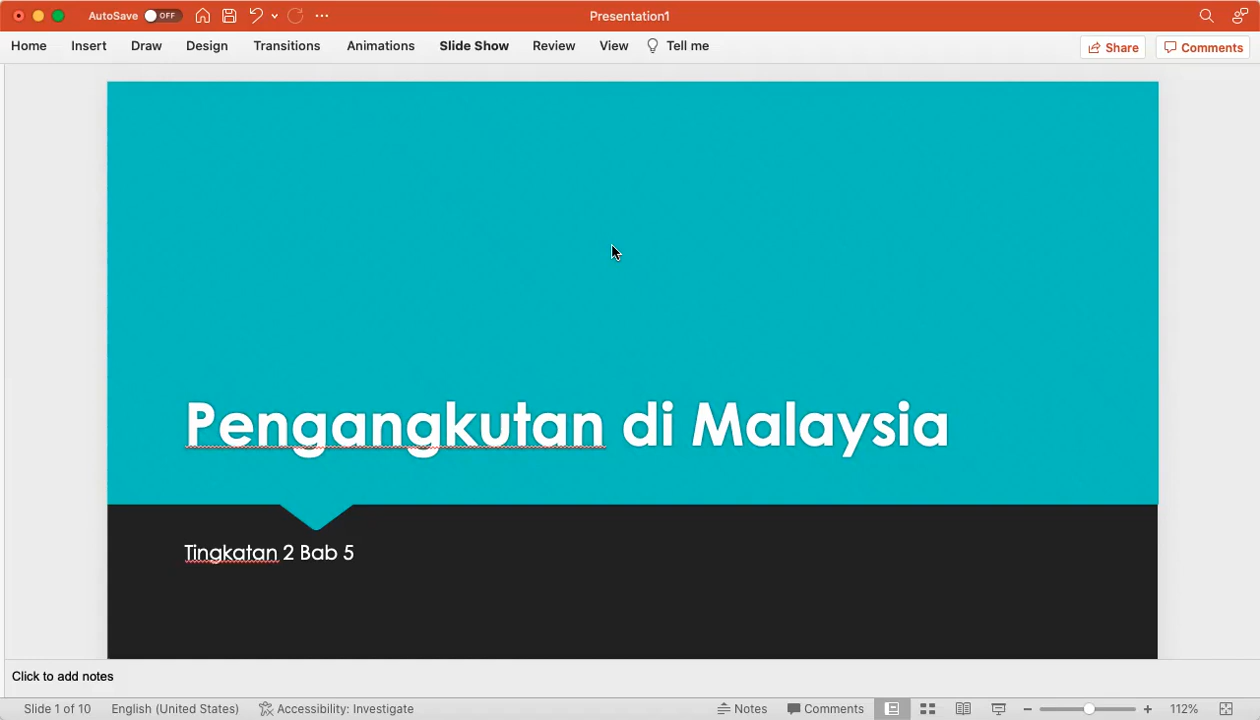 AutoSave OFF
Presentation1
Home Insert Draw Design Transitions Animations Slide Show Review View Tell me Share Comments
Pengangkutan di Malaysia
Tingkatan 2 Bab 5
Click to add notes
Slide 1 of 10 English (United States) Accessibility: Investigate Notes Comments 112%